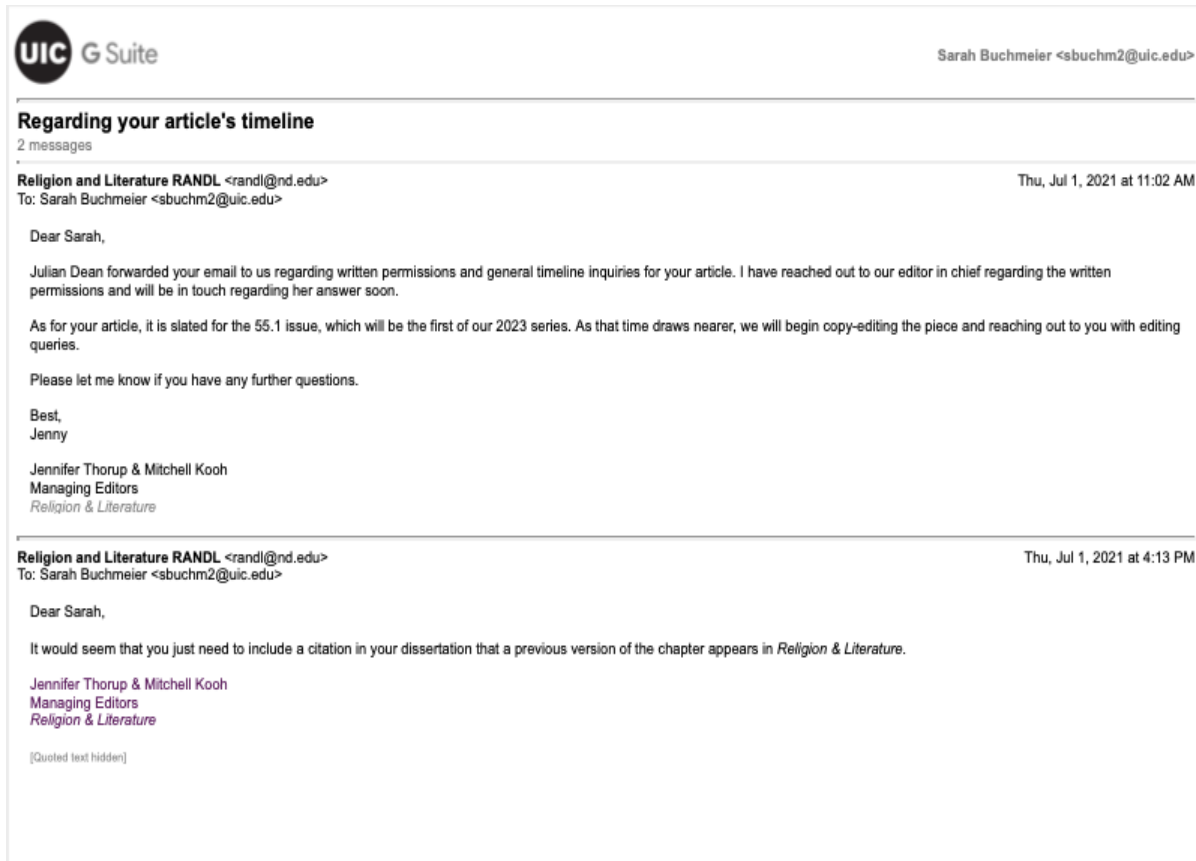 UIC G Suite
Sarah Buchmeier <sbuchm2@uic.edu>
Regarding your article's timeline
2 messages
Religion and Literature RANDL <randl@nd.edu>
Thu, Jul 1, 2021 at 11:02 AM
To: Sarah Buchmeier <sbuchm2@uic.edu>
Dear Sarah,
Julian Dean forwarded your email to us regarding written permissions and general timeline inquiries for your article. I have reached out to our editor in chief regarding the written
permissions and will be in touch regarding her answer soon.
As for your article, it is slated for the 55.1 issue, which will be the first of our 2023 series. As that time draws nearer, we will begin copy-editing the piece and reaching out to you with editing
queries.
Please let me know if you have any further questions.
Best,
Jenny
Jennifer Thorup & Mitchell Kooh
Managing Editors
Religion & Literature
Religion and Literature RANDL <randl@nd.edu>
Thu, Jul 1, 2021 at 4:13 PM
To: Sarah Buchmeier <sbuchm2@uic.edu>
Dear Sarah,
It would seem that you just need to include a citation in your dissertation that a previous version of the chapter appears in Religion & Literature.
Jennifer Thorup & Mitchell Kooh
Managing Editors
Religion & Literature
[Quoted text hidden]